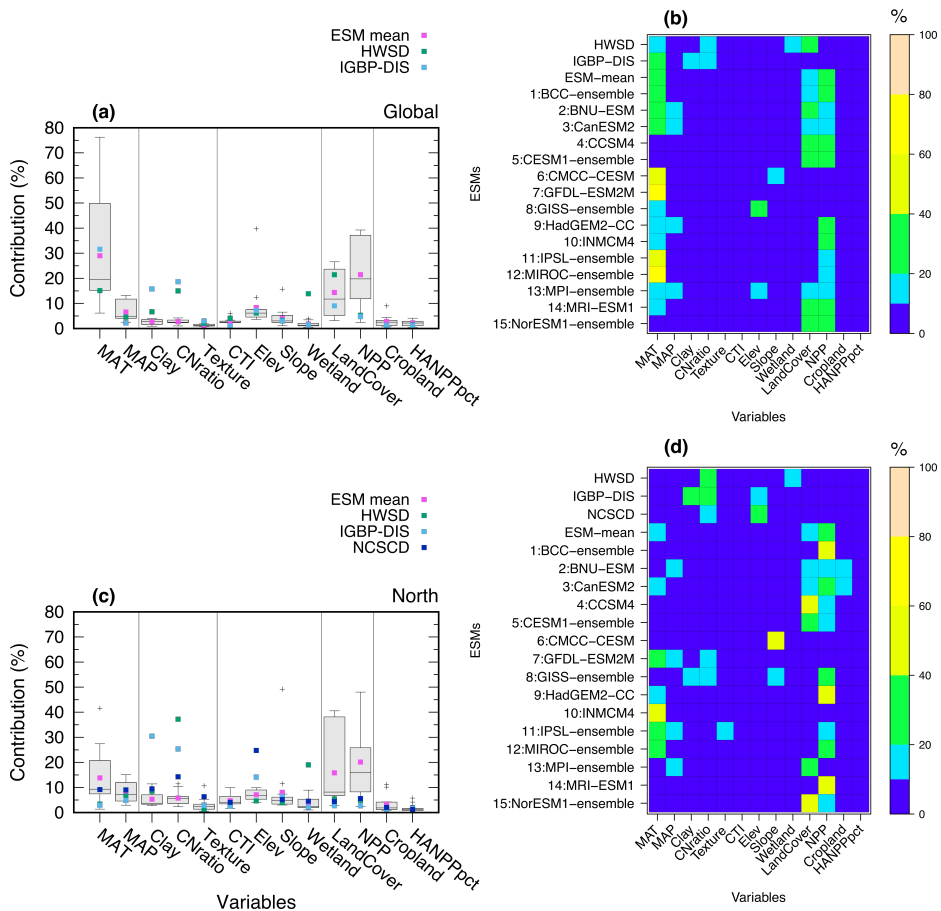 ESM mean
HWSD
IGBP-DIS
(a)
Global
Contribution (%)
80
70
60
50
40
30
20
10
0
MAT
MAP
Clay
CNratio
Texture
CTI
Elev
Slope
Wetland
LandCover
NPP
Cropland
HANPPpct
(b)
%
ESMs
HWSD
IGBP-DIS
ESM-mean
1:BCC-ensemble
2:BNU-ESM
3:CanESM2
4:CCSM4
5:CESM1-ensemble
6:CMCC-CESM
7:GFDL-ESM2M
8:GISS-ensemble
9:HadGEM2-CC
10:INMCM4
11:IPSL-ensemble
12:MIROC-ensemble
13:MPI-ensemble
14:MRI-ESM1
15:NorESM1-ensemble
MAT
MAP
Clay
CNratio
Texture
CTI
Elev
Slope
Wetland
LandCover
NPP
Cropland
HANPPpct
Variables
100
80
60
40
20
0
ESM mean
HWSD
IGBP-DIS
NCSCD
(c)
North
Contribution (%)
80
70
60
50
40
30
20
10
0
MAT
MAP
Clay
CNratio
Texture
CTI
Elev
Slope
Wetland
LandCover
NPP
Cropland
HANPPpct
Variables
(d)
%
ESMs
HWSD
IGBP-DIS
NCSCD
ESM-mean
1:BCC-ensemble
2:BNU-ESM
3:CanESM2
4:CCSM4
5:CESM1-ensemble
6:CMCC-CESM
7:GFDL-ESM2M
8:GISS-ensemble
9:HadGEM2-CC
10:INMCM4
11:IPSL-ensemble
12:MIROC-ensemble
13:MPI-ensemble
14:MRI-ESM1
15:NorESM1-ensemble
MAT
MAP
Clay
CNratio
Texture
CTI
Elev
Slope
Wetland
LandCover
NPP
Cropland
HANPPpct
Variables
100
80
60
40
20
0